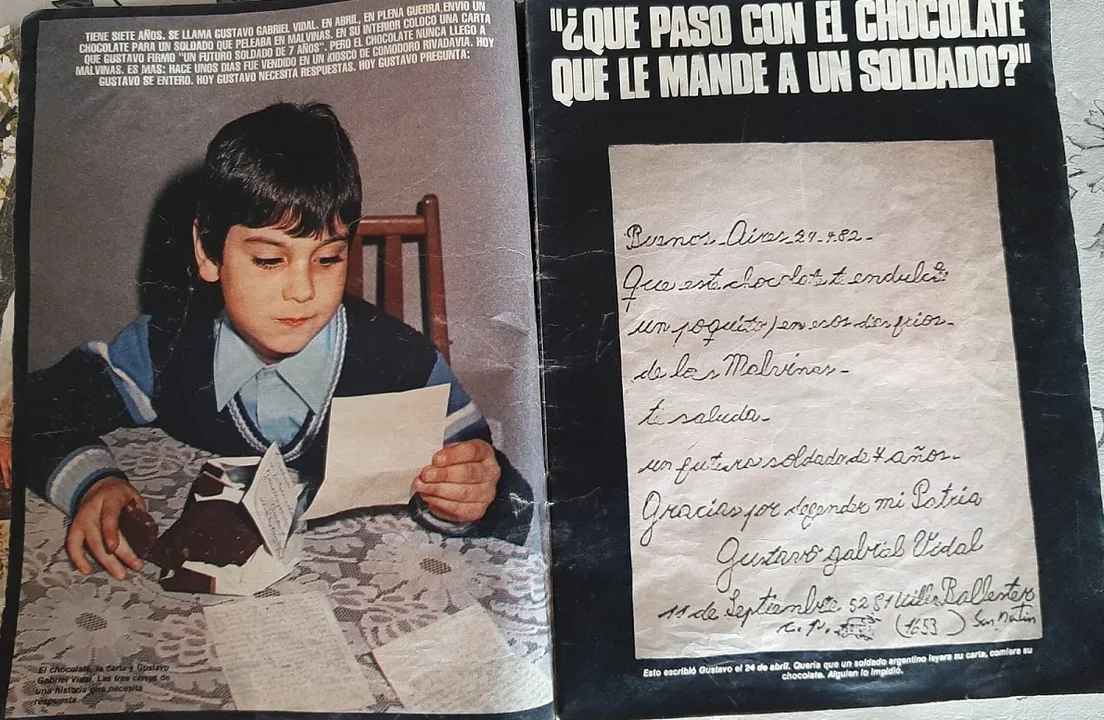 TIENE SIETE AÑOS. SE LLAMA GUSTAVO GABRIEL VIDAL. EN ABRIL, EN PLENA GUERRA, ENVIO UN
CHOCOLATE PARA UN SOLDADO QUE PELEARA EN MALVINAS. EN SU INTERIOR COLOCO UNA CARTA
QUE GUSTAVO FIRMO "UN FUTURO SOLDADO DE 7 AÑOS". PERO EL CHOCOLATE NUNCA LLEGO A
MALVINAS. ES MAS: HACE UNOS DIAS FUE VENDIDO EN UN KIOSCO DE COMODORO RIVADAVIA. HOY
GUSTAVO SE ENTERO. HOY GUSTAVO NECESITA RESPUESTAS. HOY GUSTAVO PREGUNTA:
El chocolate, la carta y Gustavo
Gabriel Vidal. Las tres claves de
una historia que necesita
respuesta.
"¿QUE PASO CON EL CHOCOLATE
QUE LE MANDE A UN SOLDADO?"
Buenos-Aires-24-4-82-
Que este chocolate te endulce
un poquito) en esos dias frios-
de las Malvinas-
te saluda-
un futuro soldado de 7 años-
Gracias por defender mi Patria
Gustavo gabrial Vidal
11 de Septiembre 5281 Villa Ballester
c.p. (1653) San Martin
Esto escribió Gustavo el 24 de abril. Quería que un soldado argentino leyera su carta, comiera su
chocolate. Alguien lo impidió.